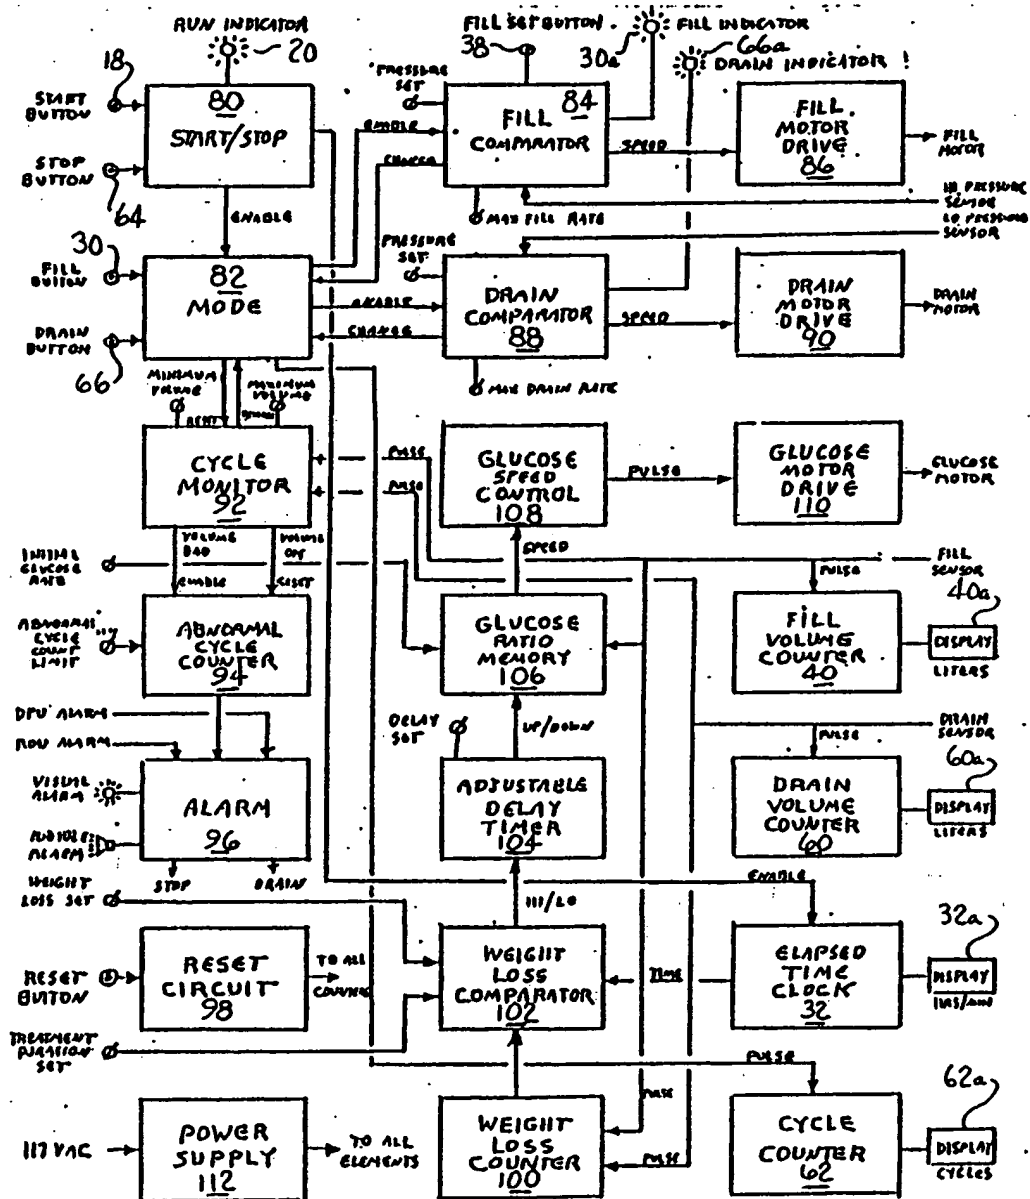 RUN INDICATOR
20
FILL SET BUTTON
38
30a
FILL INDICATOR
66a
DRAIN INDICATOR
18
START
BUTTON
80
START/STOP
PRESSURE
SET
84
FILL
COMPARATOR
FILL
MOTOR
DRIVE
86
FILL
MOTOR
STOP
BUTTON
64
ENABLE
CHANGE
SPEED
MAX FILL RATE
HI PRESSURE
SENSOR
LO PRESSURE
SENSOR
ENABLE
30
FILL
BUTTON
82
MODE
PRESSURE
SET
DRAIN
COMPARATOR
88
DRAIN
MOTOR
DRIVE
90
DRAIN
MOTOR
DRAIN
BUTTON
66
ENABLE
CHANGE
SPEED
MAX DRAIN RATE
MINIMUM
VOLUME
MAXIMUM
VOLUME
CYCLE
MONITOR
92
PULSE
PULSE
GLUCOSE
SPEED
CONTROL
108
PULSE
GLUCOSE
MOTOR
DRIVE
110
GLUCOSE
MOTOR
VOLUME
BAD
VOLUME
OK
INITIAL
GLUCOSE
RATE
ENABLE
RESET
SPEED
PULSE
FILL
SENSOR
40a
ABNORMAL
CYCLE
COUNT
LIMIT
ABNORMAL
CYCLE
COUNTER
94
GLUCOSE
RATIO
MEMORY
106
FILL
VOLUME
COUNTER
40
DISPLAY
LITERS
DPU ALARM
RDU ALARM
DELAY
SET
UP/DOWN
PULSE
DRAIN
SENSOR
60a
VISUAL
ALARM
AUDIBLE
ALARM
ALARM
96
ADJUSTABLE
DELAY
TIMER
104
DRAIN
VOLUME
COUNTER
60
DISPLAY
LITERS
STOP
DRAIN
WEIGHT
LOSS SET
HI/LO
ENABLE
32a
RESET
BUTTON
RESET
CIRCUIT
98
TO ALL
COUNTERS
WEIGHT
LOSS
COMPARATOR
102
TIME
ELAPSED
TIME
CLOCK
32
DISPLAY
HRS/MIN
TREATMENT
DURATION
SET
PULSE
62a
117 VAC
POWER
SUPPLY
112
TO ALL
ELEMENTS
WEIGHT
LOSS
COUNTER
100
PULSE
PULSE
CYCLE
COUNTER
62
DISPLAY
CYCLES